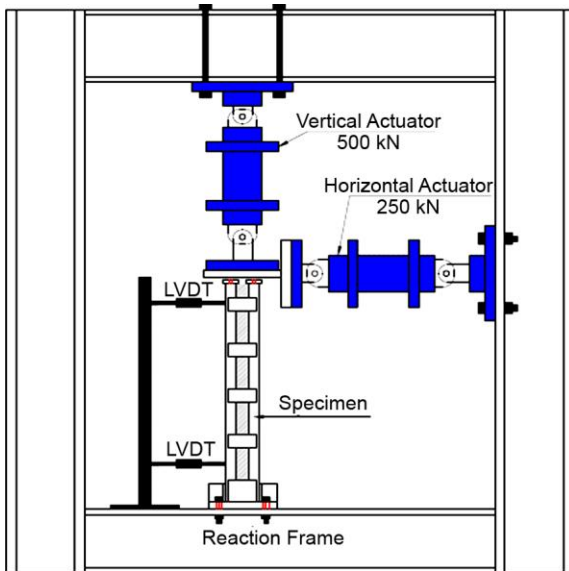 Vertical Actuator
500 kN
Horizontal Actuator
250 kN
LVDT
Specimen
LVDT
Reaction Frame